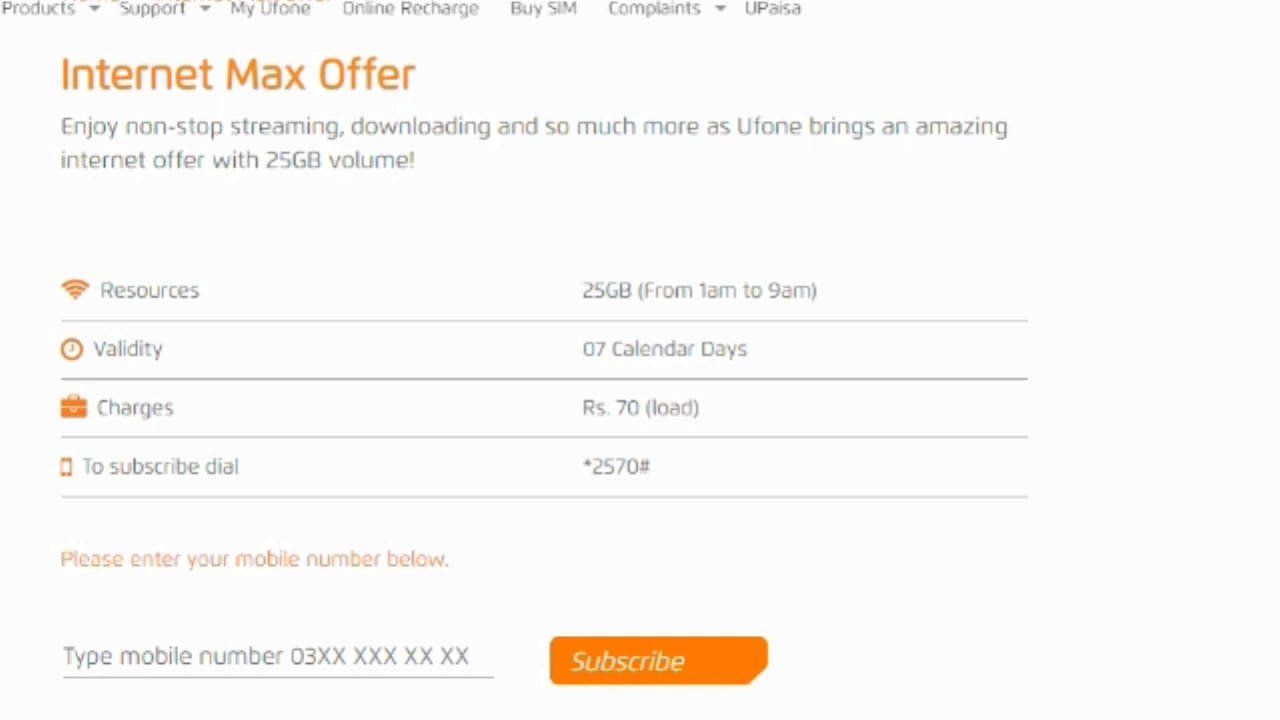 Products Support My Ufone Online Recharge Buy SIM Complaints UPaisa
Internet Max Offer
Enjoy non-stop streaming, downloading and so much more as Ufone brings an amazing
internet offer with 25GB volume!
Resources 25GB (From 1am to 9am)
Validity 07 Calendar Days
Charges Rs. 70 (load)
To subscribe dial *2570#
Please enter your mobile number below.
Type mobile number 03XX XXX XX XX Subscribe